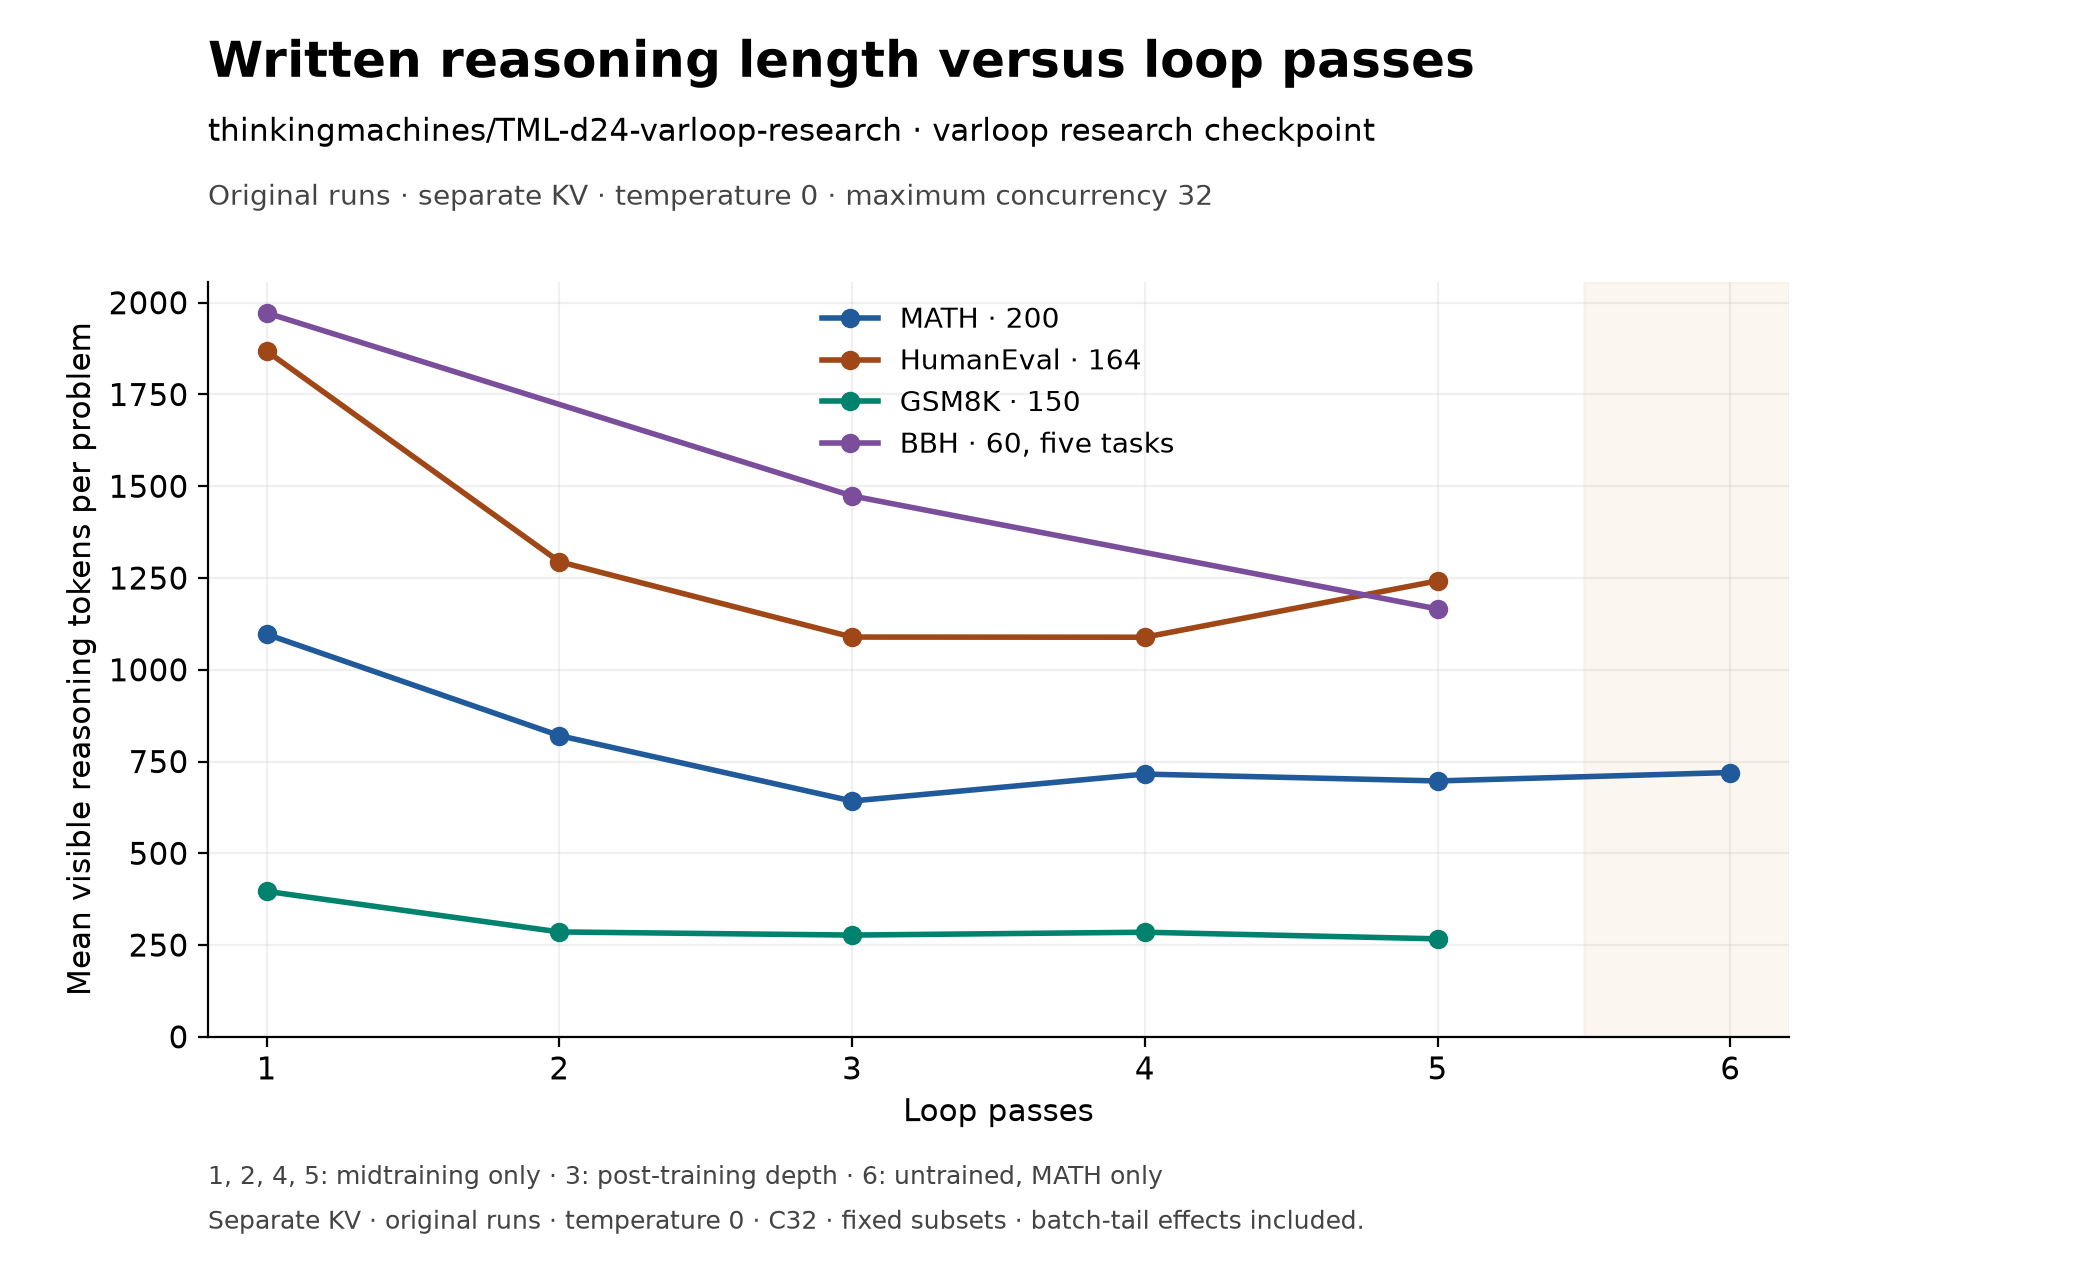 Written reasoning length versus loop passes
thinkingmachines/TML-d24-varloop-research · varloop research checkpoint
Original runs · separate KV · temperature 0 · maximum concurrency 32
Mean visible reasoning tokens per problem
2000
1750
1500
1250
1000
750
500
250
0
MATH · 200
HumanEval · 164
GSM8K · 150
BBH · 60, five tasks
1 2 3 4 5 6
Loop passes
1, 2, 4, 5: midtraining only · 3: post-training depth · 6: untrained, MATH only
Separate KV · original runs · temperature 0 · C32 · fixed subsets · batch-tail effects included.